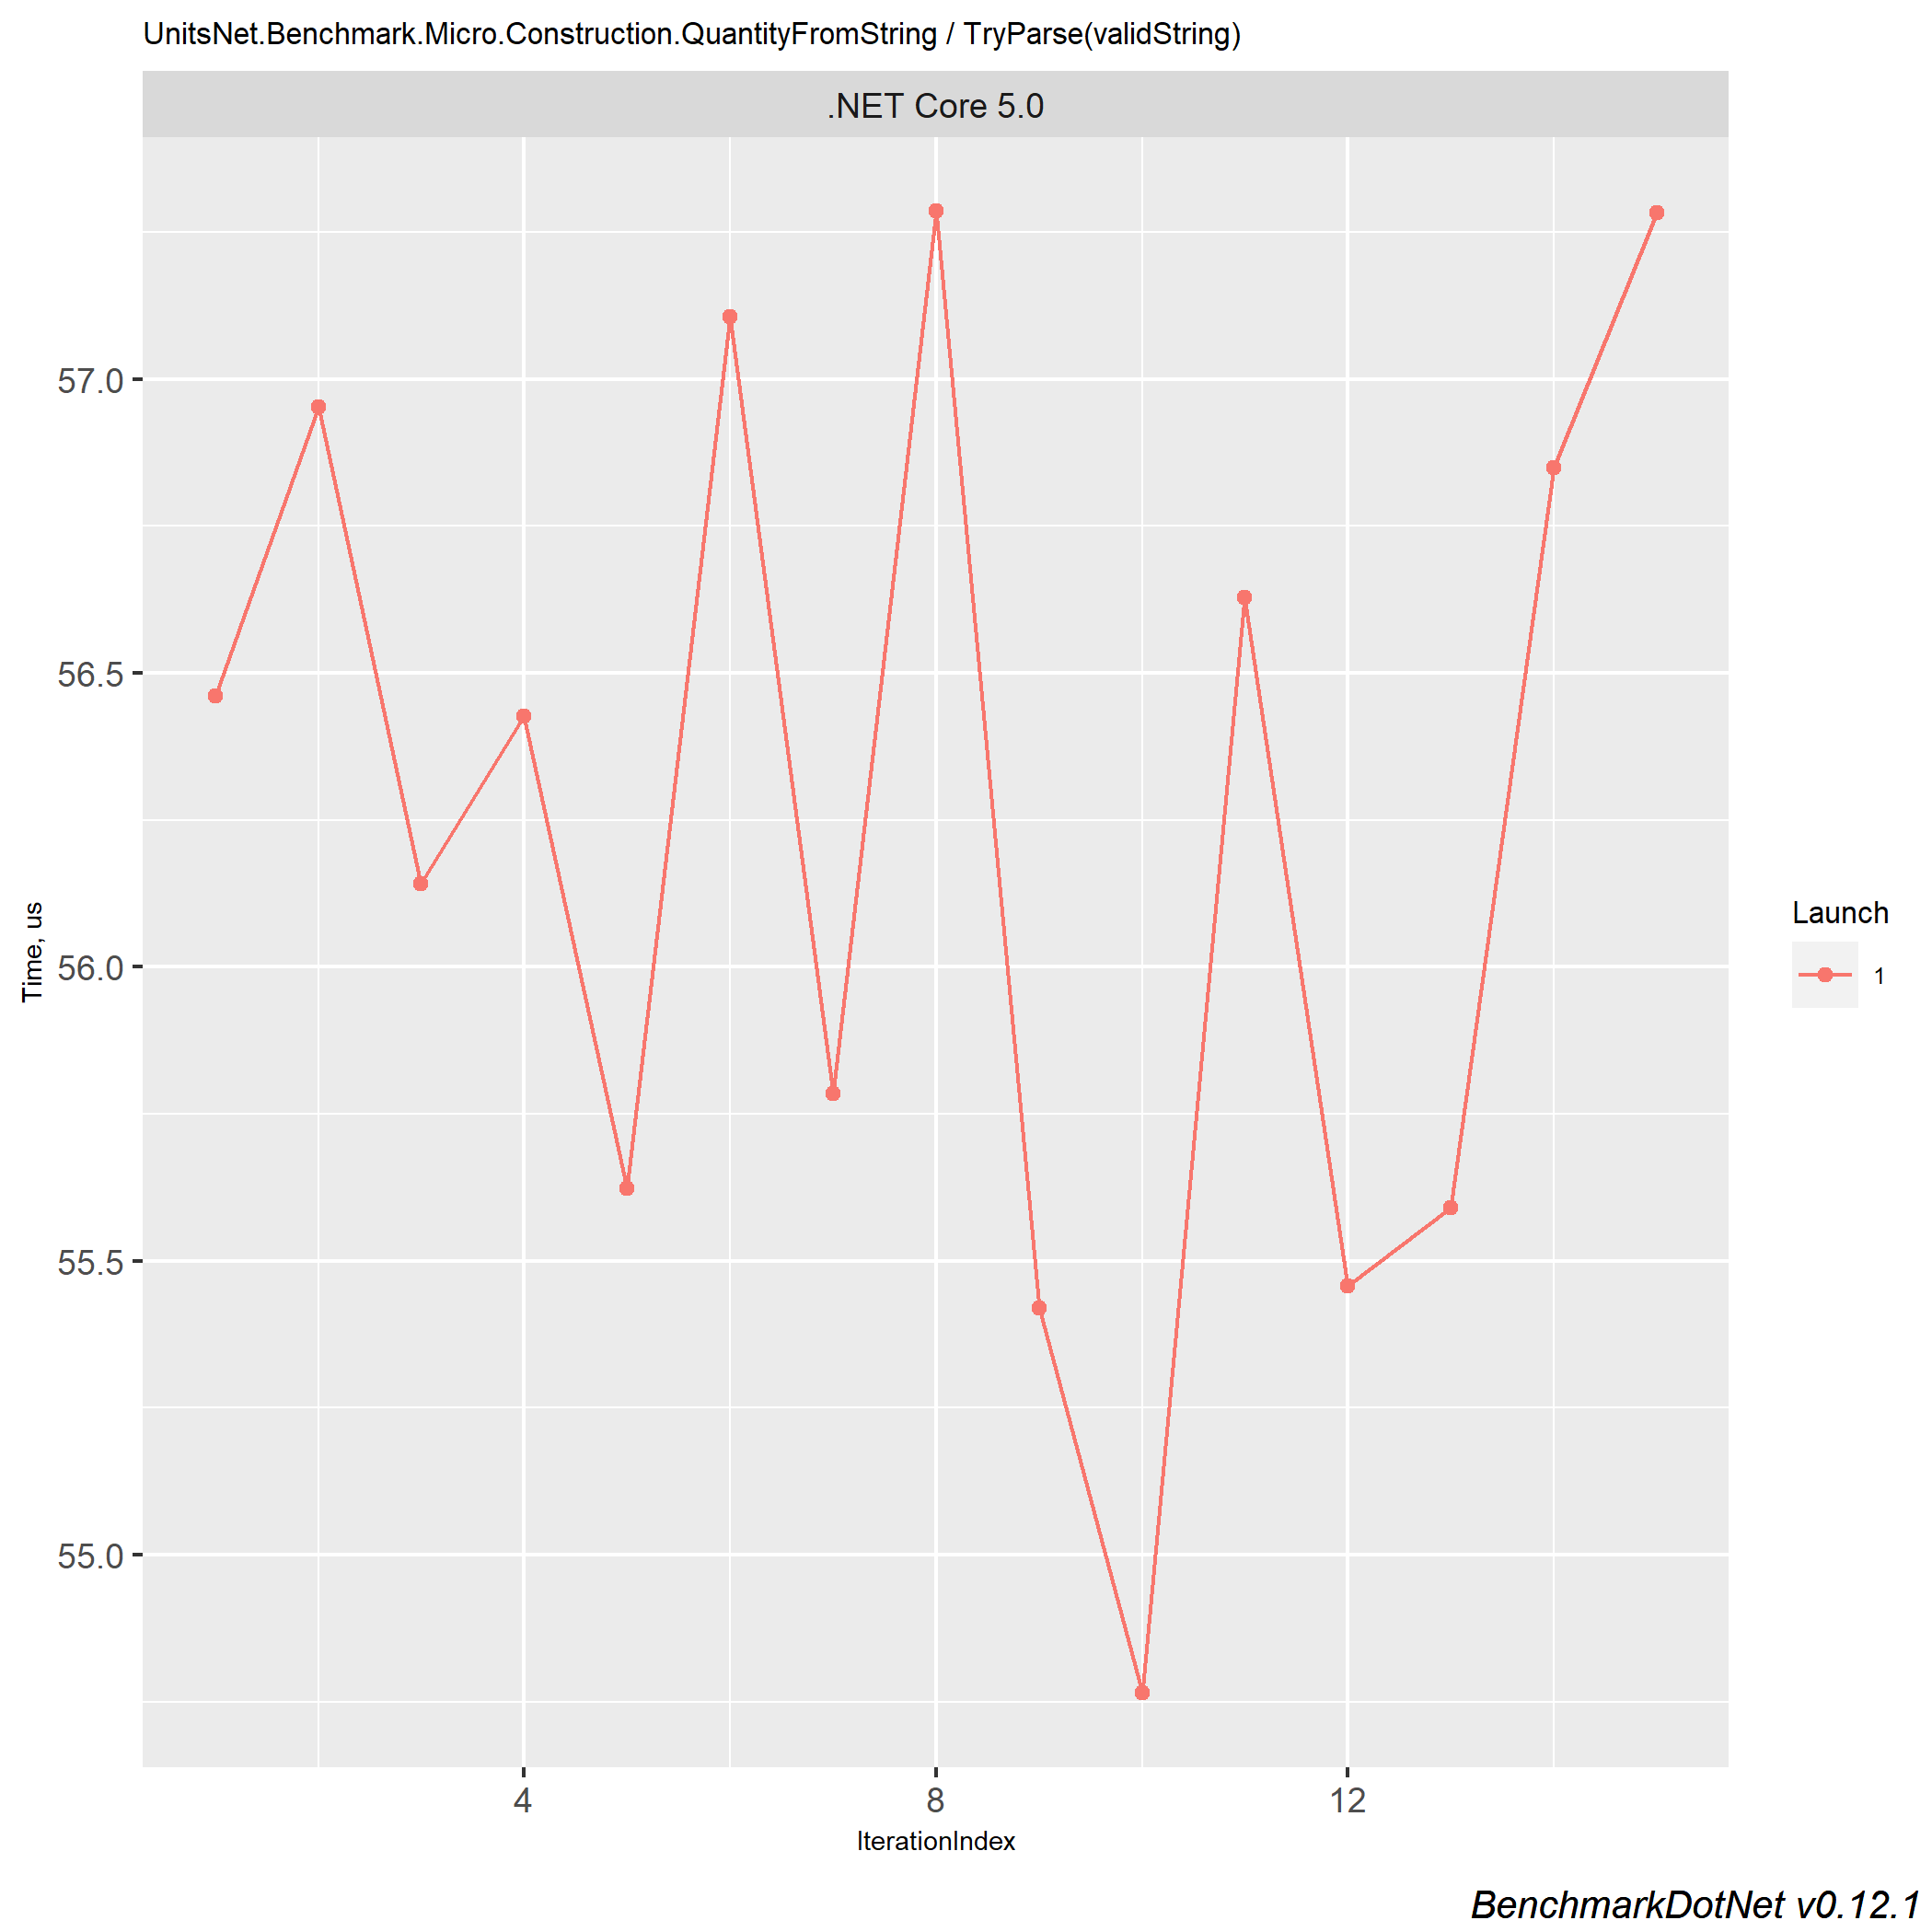 UnitsNet.Benchmark.Micro.Construction.QuantityFromString / TryParse(validString)
.NET Core 5.0
57.0
56.5
56.0
55.5
55.0
Time, us
4 8 12
IterationIndex
Launch
1
BenchmarkDotNet v0.12.1